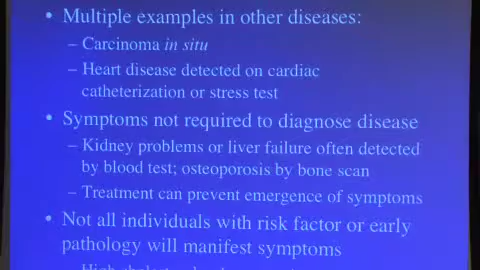 • Multiple examples in other diseases:
– Carcinoma in situ
– Heart disease detected on cardiac
catheterization or stress test
• Symptoms not required to diagnose disease
– Kidney problems or liver failure often detected
by blood test; osteoporosis by bone scan
– Treatment can prevent emergence of symptoms
• Not all individuals with risk factor or early
pathology will manifest symptoms
– High